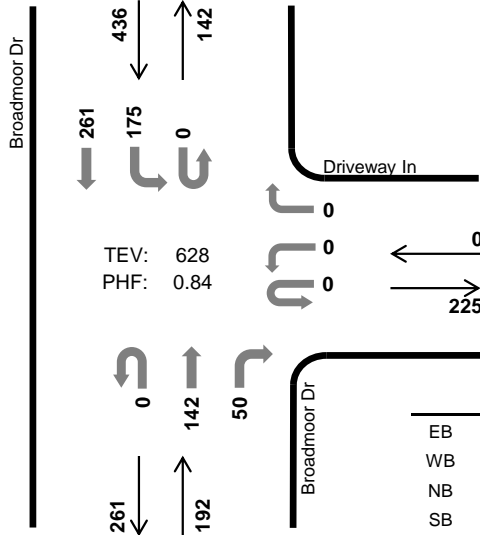 436
142
Broadmoor Dr
261
175
0
Driveway In
0
0
0
TEV: 628
PHF: 0.84
0
225
0
142
50
Broadmoor Dr
261
192
EB
WB
NB
SB